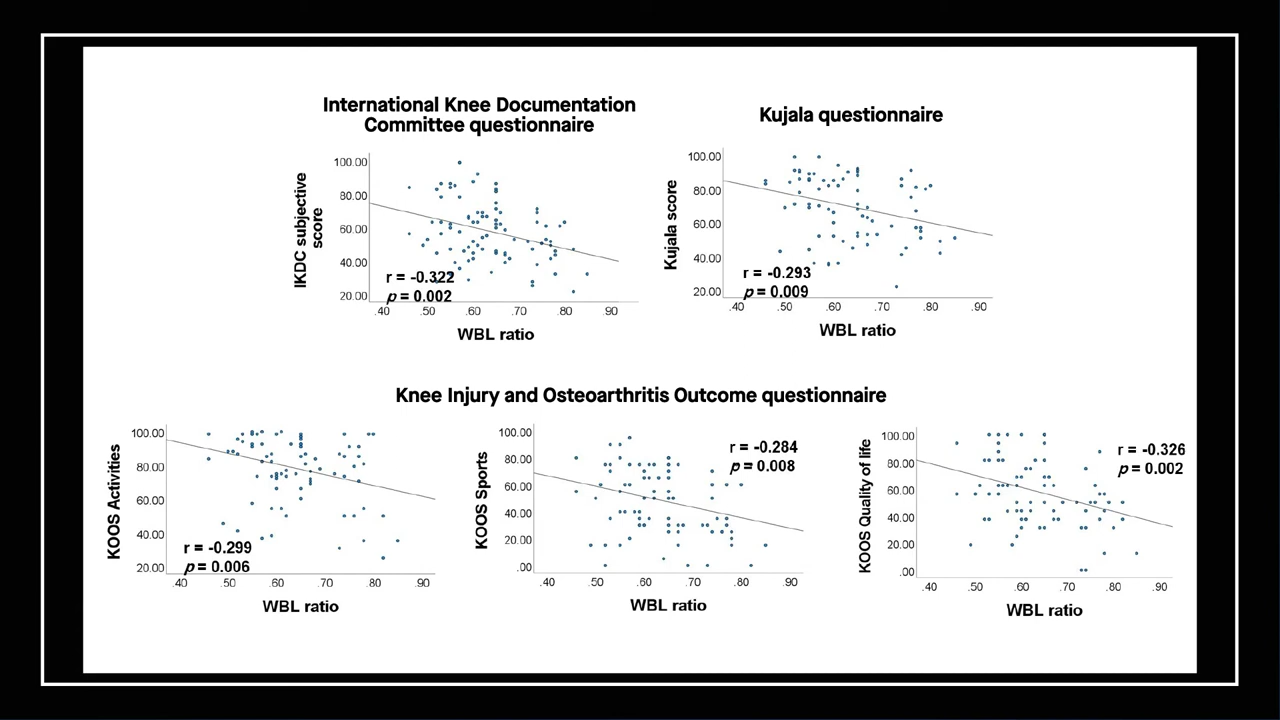 International Knee Documentation
Committee questionnaire
Kujala questionnaire
IKDC subjective
score
100.00
80.00
60.00
40.00
20.00
r = -0.322
p = 0.002
.40 .50 .60 .70 .80 .90
WBL ratio
Kujala score
100.00
80.00
60.00
40.00
20.00
r = -0.293
p = 0.009
.40 .50 .60 .70 .80 .90
WBL ratio
Knee Injury and Osteoarthritis Outcome questionnaire
KOOS Activities
100.00
80.00
60.00
40.00
20.00
r = -0.299
p = 0.006
.40 .50 .60 .70 .80 .90
WBL ratio
KOOS Sports
100.00
80.00
60.00
40.00
20.00
.00
r = -0.284
p = 0.008
.40 .50 .60 .70 .80 .90
WBL ratio
KOOS Quality of life
100.00
80.00
60.00
40.00
20.00
.00
r = -0.326
p = 0.002
.40 .50 .60 .70 .80 .90
WBL ratio